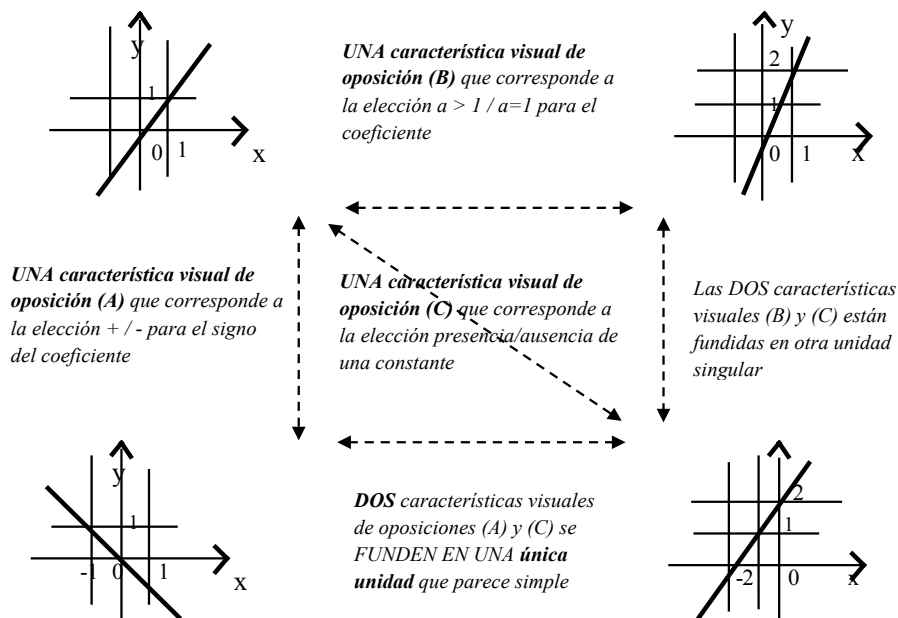 y
1
0 1
x
UNA característica visual de
oposición (B) que corresponde a
la elección a > 1 / a=1 para el
coeficiente
y
2
1
0 1
x
UNA característica visual de
oposición (A) que corresponde a
la elección + / - para el signo
del coeficiente
UNA característica visual de
oposición (C) que corresponde a
la elección presencia/ausencia de
una constante
Las DOS características
visuales (B) y (C) están
fundidas en otra unidad
singular
y
1
-1 0 1
x
DOS características visuales
de oposiciones (A) y (C) se
FUNDEN EN UNA única
unidad que parece simple
2
1
-2 0
x